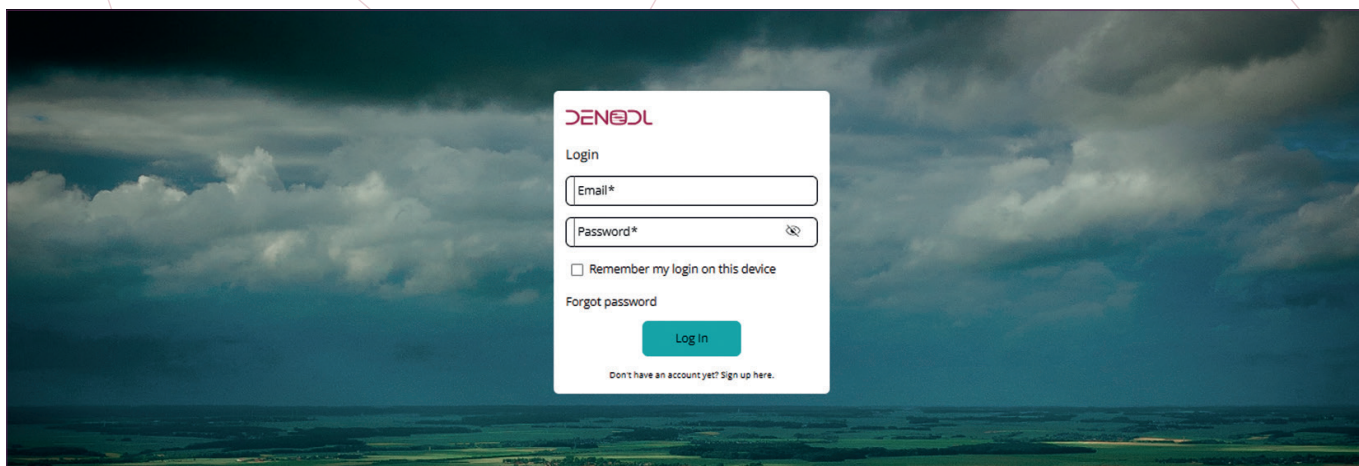 DENODL
Login
Email*
Password*
Remember my login on this device
Forgot password
Log In
Don't have an account yet? Sign up here.